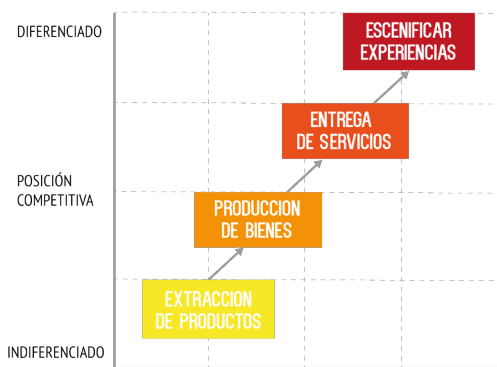 DIFERENCIADO
ESCENIFICAR
EXPERIENCIAS
ENTREGA
DE SERVICIOS
POSICIÓN
COMPETITIVA
PRODUCCION
DE BIENES
EXTRACCION
DE PRODUCTOS
INDIFERENCIADO